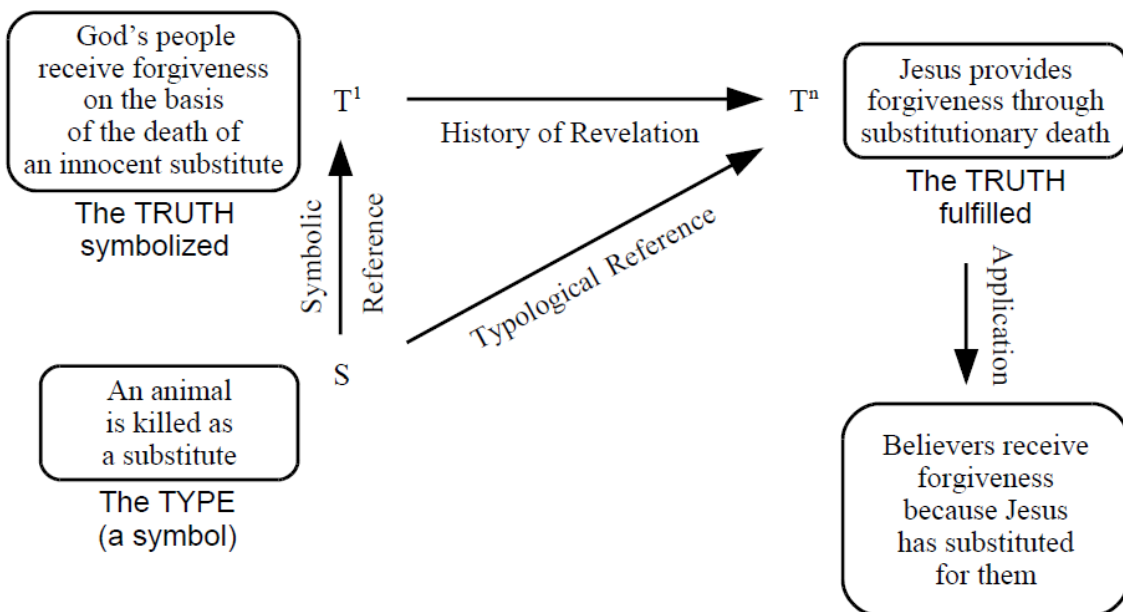 God's people
receive forgiveness
on the basis
of the death of
an innocent substitute
The TRUTH
symbolized
T¹
History of Revelation
Tⁿ
Jesus provides
forgiveness through
substitutionary death
The TRUTH
fulfilled
Symbolic
Reference
Typological Reference
Application
S
An animal
is killed as
a substitute
The TYPE
(a symbol)
Believers receive
forgiveness
because Jesus
has substituted
for them